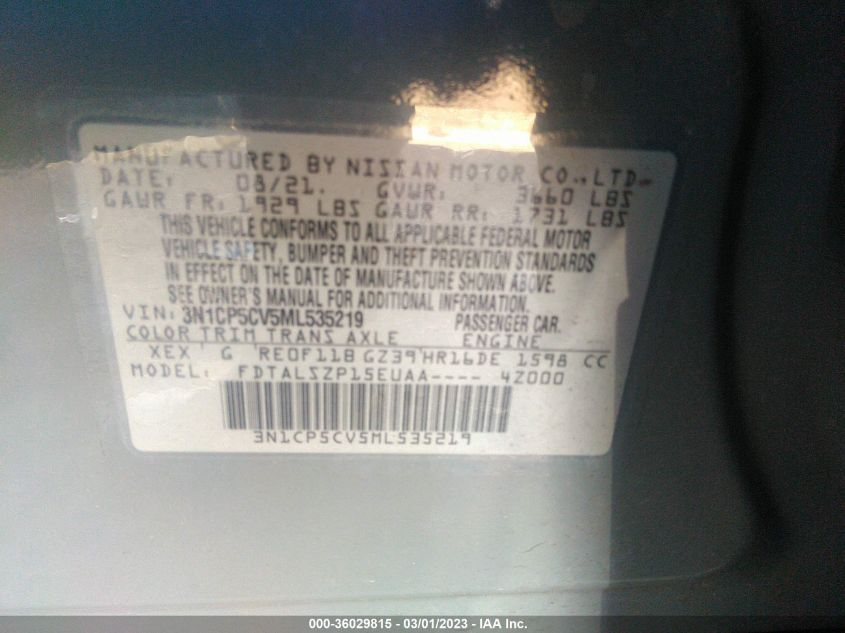 MANUFACTURED BY NISSAN MOTOR CO., LTD.
DATE: 08/21. GVWR: 3660 LBS
GAWR FR: 1929 LBS GAWR RR: 1731 LBS
THIS VEHICLE CONFORMS TO ALL APPLICABLE FEDERAL MOTOR
VEHICLE SAFETY, BUMPER AND THEFT PREVENTION STANDARDS
IN EFFECT ON THE DATE OF MANUFACTURE SHOWN ABOVE.
SEE OWNER'S MANUAL FOR ADDITIONAL INFORMATION.
VIN: 3N1CP5CV5ML535219 PASSENGER CAR.
COLOR TRIM TRANS AXLE ENGINE
XEX G RE0F11B GZ39 HR16DE 1598 CC
MODEL: FDTALSZP15EUAA---- 4Z000
3N1CP5CV5ML535219
000-36029815 - 03/01/2023 - IAA Inc.